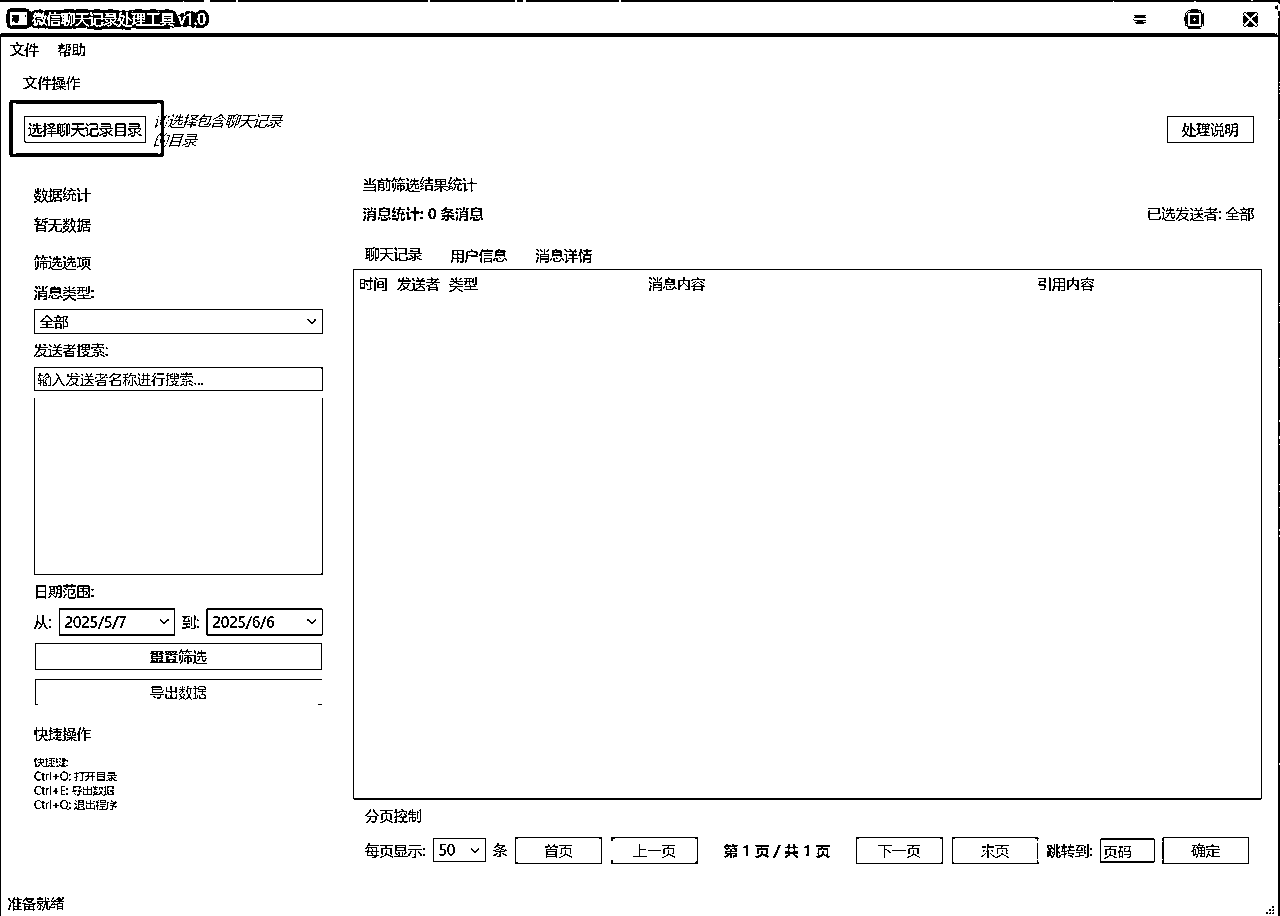 微信聊天记录处理工具 v1.0
文件 帮助
文件操作
选择聊天记录目录
请选择包含聊天记录
的目录
处理说明
数据统计
暂无数据
筛选选项
消息类型:
全部
发送者搜索:
输入发送者名称进行搜索...
日期范围:
从: 2025/5/7 到: 2025/6/6
重置筛选
导出数据
快捷操作
快捷键:
Ctrl+O: 打开目录
Ctrl+E: 导出数据
Ctrl+Q: 退出程序
当前筛选结果统计
消息统计: 0 条消息
已选发送者: 全部
聊天记录 用户信息 消息详情
时间 发送者 类型 消息内容 引用内容
分页控制
每页显示: 50 条 首页 上一页 第 1 页 / 共 1 页 下一页 末页 跳转到: 页码 确定
准备就绪